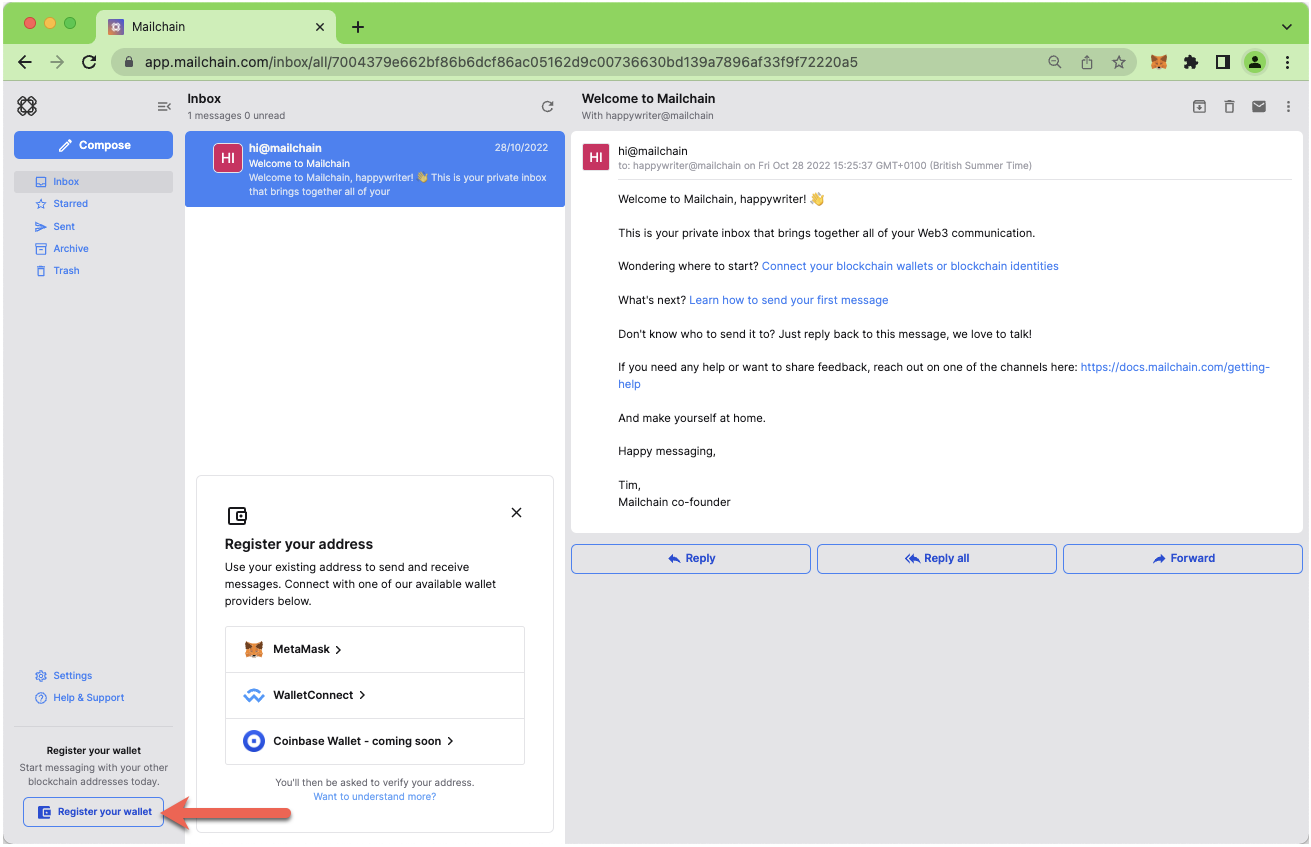 Mailchain
app.mailchain.com/inbox/all/7004379e662bf86b6dcf86ac05162d9c00736630bd139a7896af33f9f72220a5
Compose
Inbox
Starred
Sent
Archive
Trash
Settings
Help & Support
Register your wallet
Start messaging with your other
blockchain addresses today.
Register your wallet
Inbox
1 messages 0 unread
HI
hi@mailchain
28/10/2022
Welcome to Mailchain
Welcome to Mailchain, happywriter! 👋 This is your private inbox
that brings together all of your
Register your address
Use your existing address to send and receive
messages. Connect with one of our available wallet
providers below.
MetaMask
WalletConnect
Coinbase Wallet - coming soon
You'll then be asked to verify your address.
Want to understand more?
Welcome to Mailchain
With happywriter@mailchain
HI
hi@mailchain
to: happywriter@mailchain on Fri Oct 28 2022 15:25:37 GMT+0100 (British Summer Time)
Welcome to Mailchain, happywriter! 👋
This is your private inbox that brings together all of your Web3 communication.
Wondering where to start? Connect your blockchain wallets or blockchain identities
What's next? Learn how to send your first message
Don't know who to send it to? Just reply back to this message, we love to talk!
If you need any help or want to share feedback, reach out on one of the channels here: https://docs.mailchain.com/getting-
help
And make yourself at home.
Happy messaging,
Tim,
Mailchain co-founder
Reply
Reply all
Forward